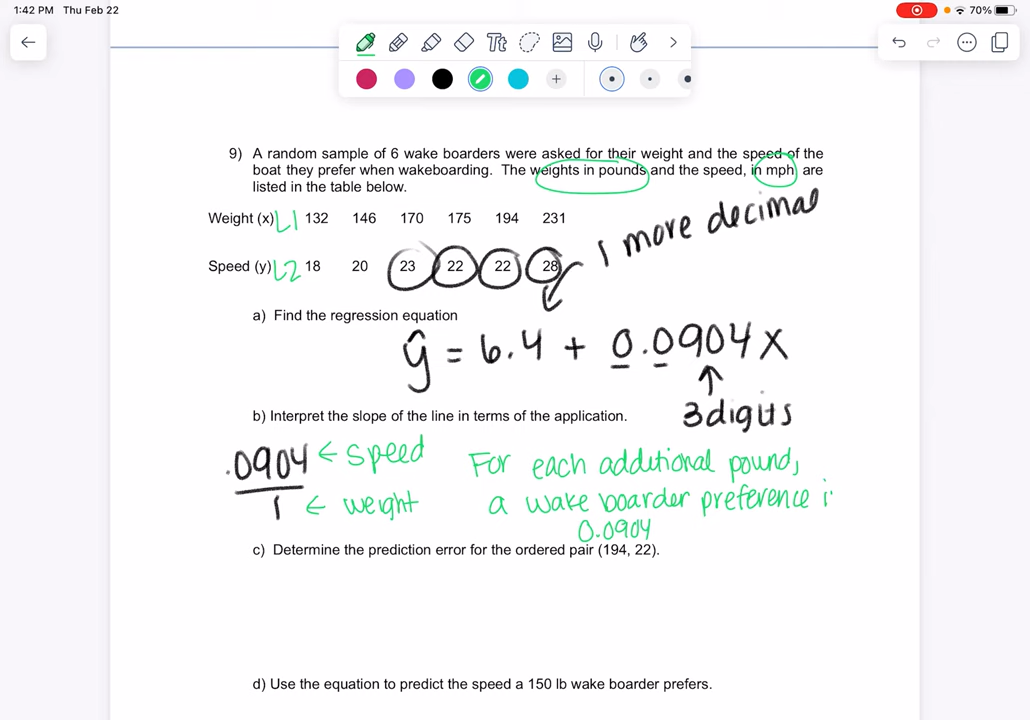 1:42 PM Thu Feb 22
70%
Tt
9) A random sample of 6 wake boarders were asked for their weight and the speed of the
boat they prefer when wakeboarding. The weights in pounds and the speed, in mph are
listed in the table below.
Weight (x) L1 132 146 170 175 194 231
1 more decimal
Speed (y) L2 18 20 23 22 22 28
a) Find the regression equation
ŷ = 6.4 + 0.0904x
b) Interpret the slope of the line in terms of the application.
3 digits
.0904 ← speed
1 ← weight
For each additional pound,
a wake boarder preference i
0.0904
c) Determine the prediction error for the ordered pair (194, 22).
d) Use the equation to predict the speed a 150 lb wake boarder prefers.